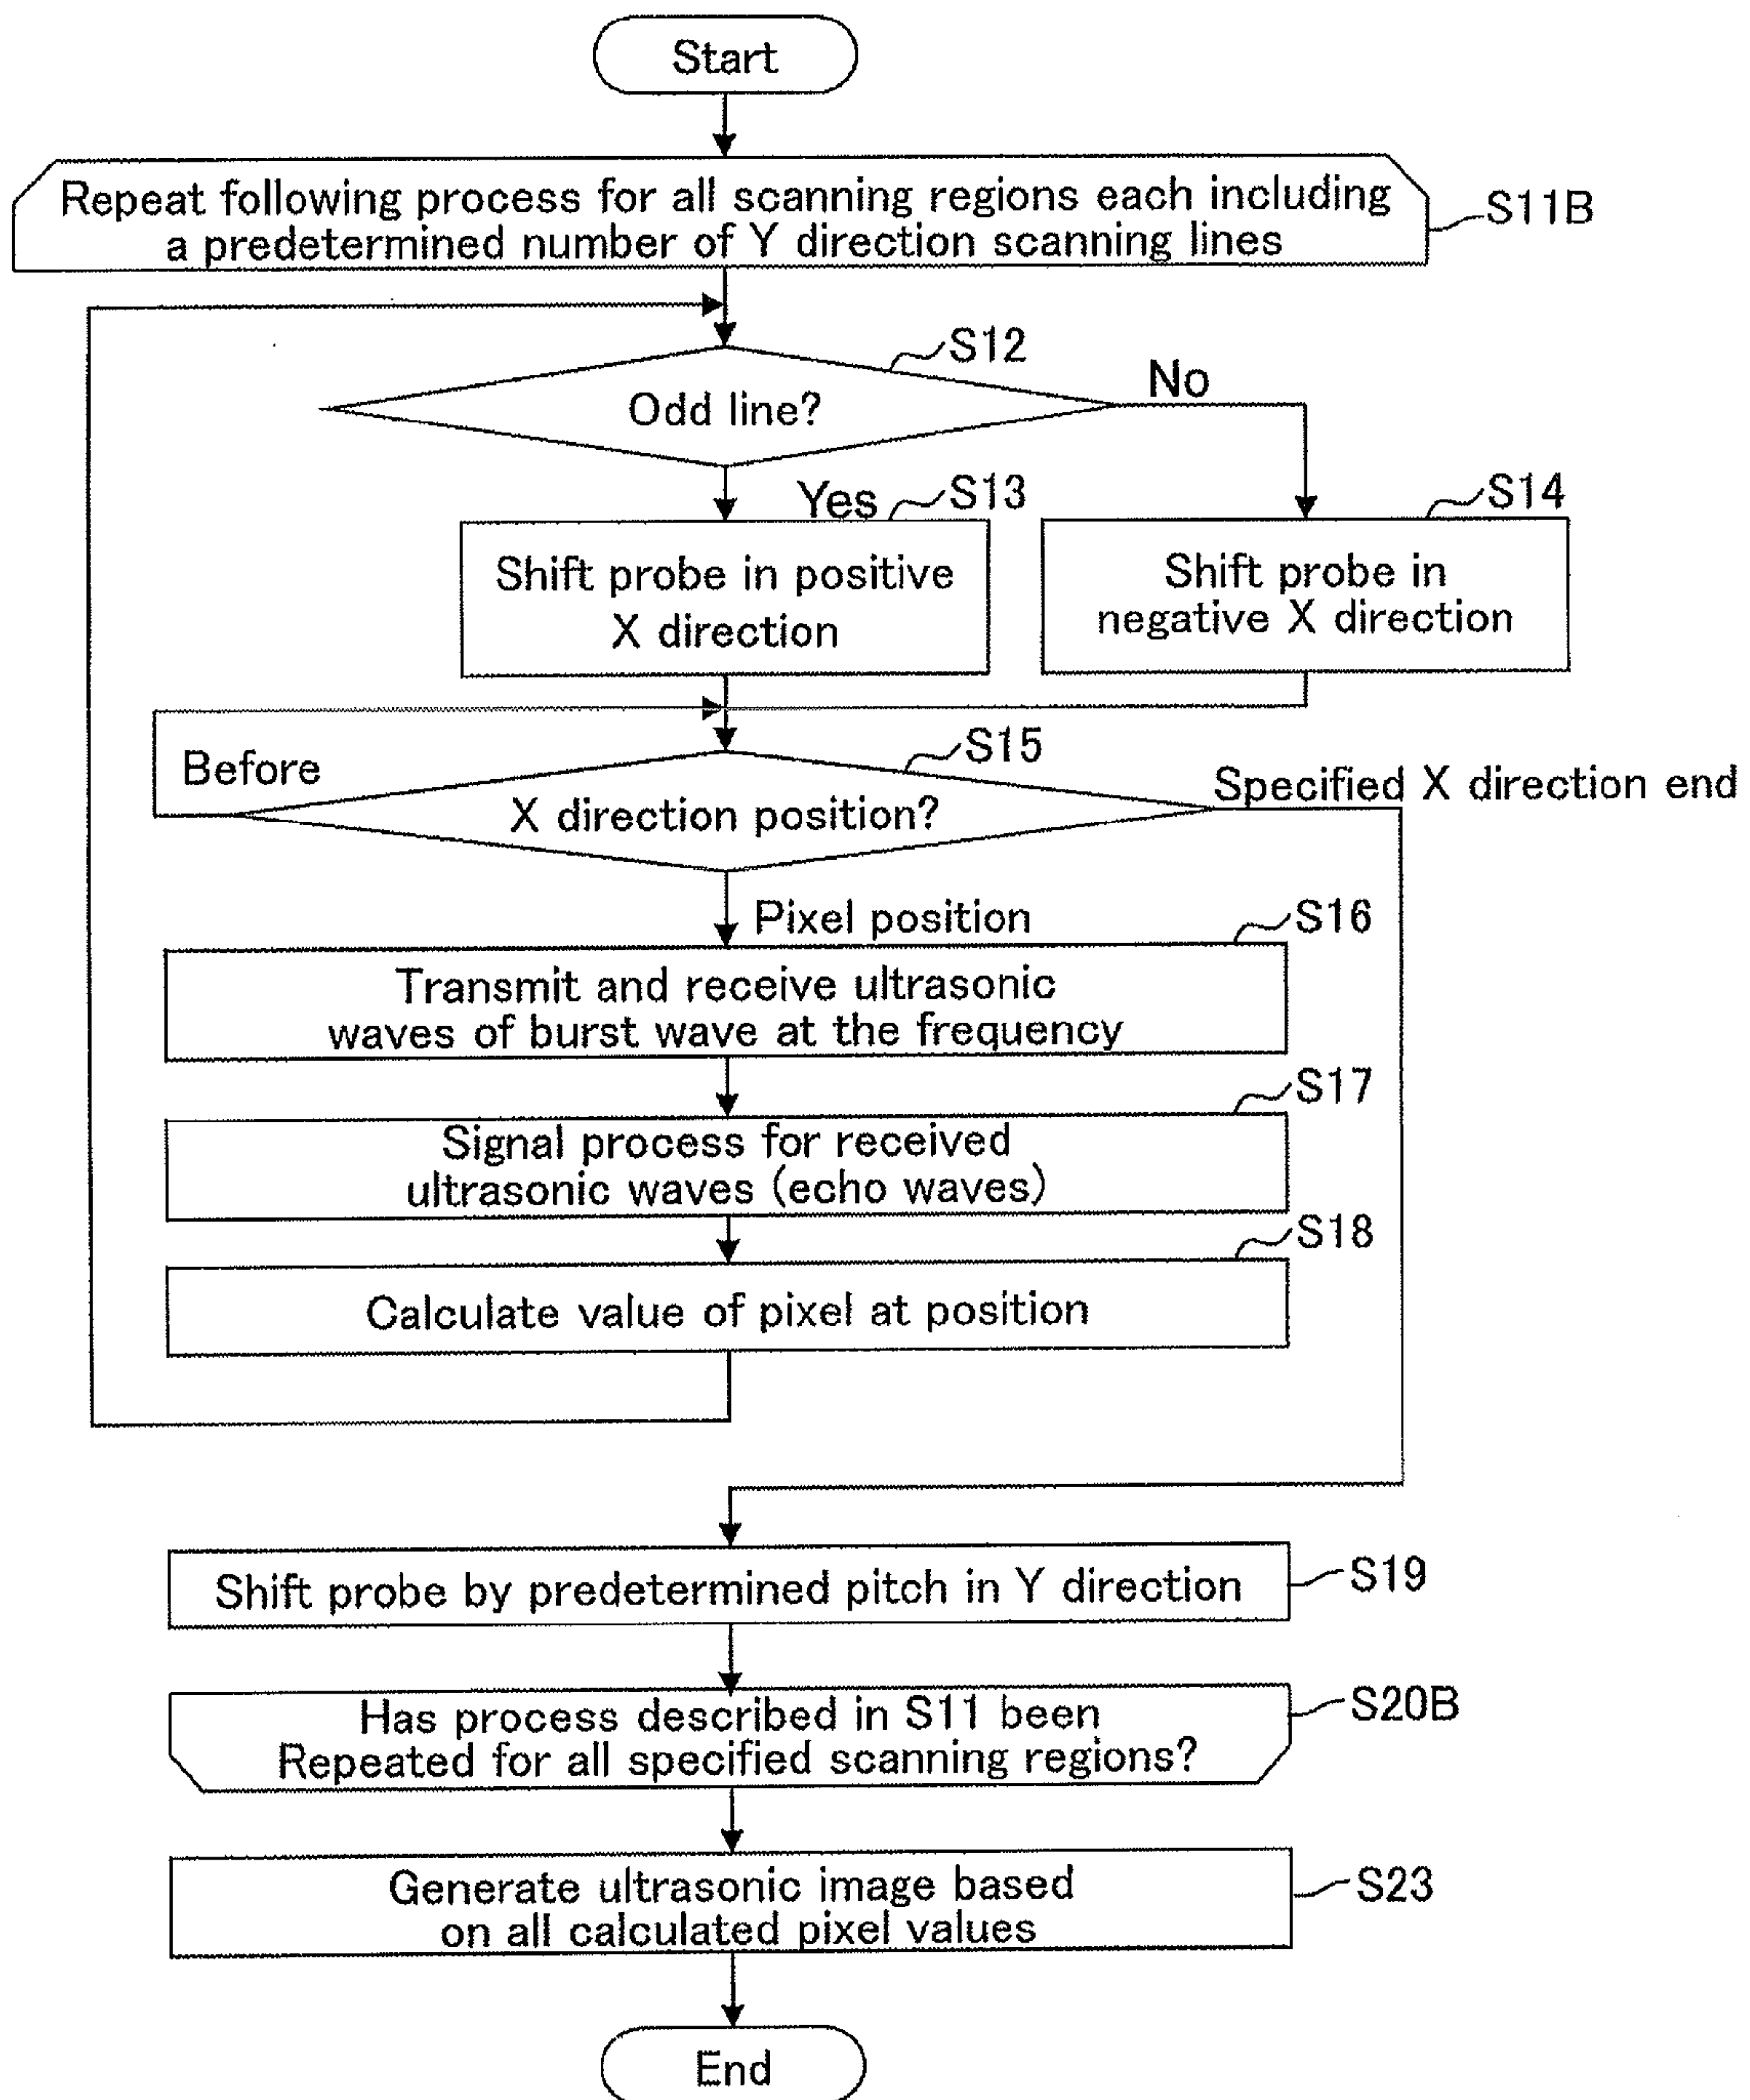 Start
Repeat following process for all scanning regions each including
a predetermined number of Y direction scanning lines
S11B
S12
Odd line?
No
Yes
S13
S14
Shift probe in positive
X direction
Shift probe in
negative X direction
Before
S15
X direction position?
Specified X direction end
Pixel position
S16
Transmit and receive ultrasonic
waves of burst wave at the frequency
S17
Signal process for received
ultrasonic waves (echo waves)
S18
Calculate value of pixel at position
Shift probe by predetermined pitch in Y direction
S19
Has process described in S11 been
Repeated for all specified scanning regions?
S20B
Generate ultrasonic image based
on all calculated pixel values
S23
End